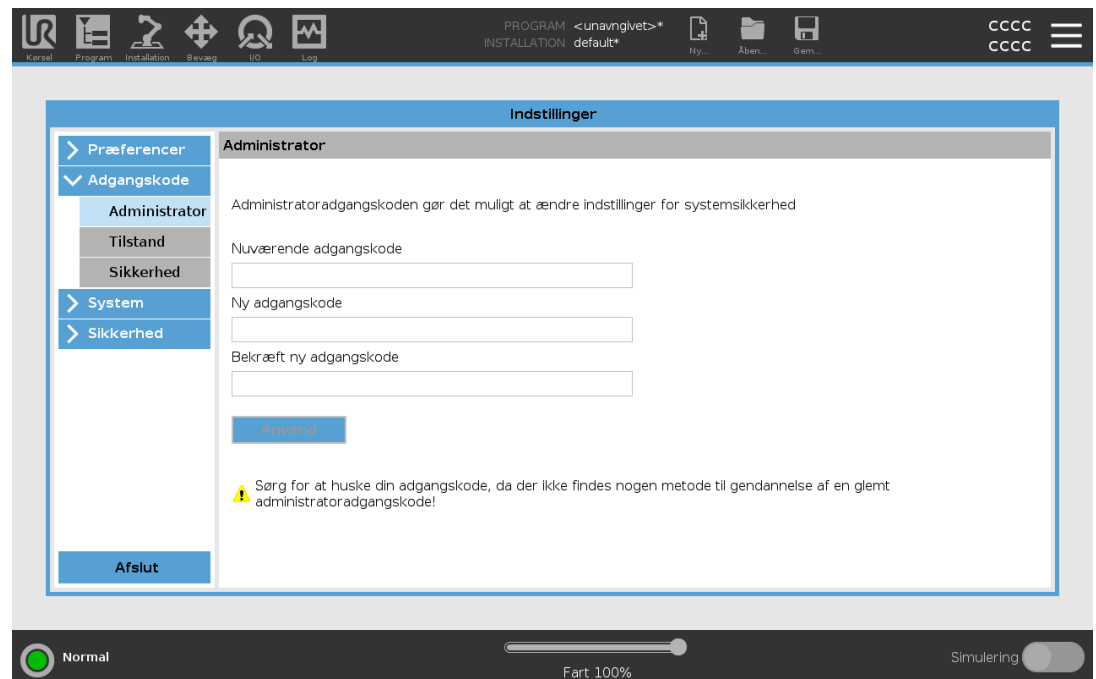 PROGRAM <unavngivet>*
INSTALLATION default*
UR
Kørsel Program Installation Bevæg I/O Log
Ny... Åben... Gem...
CCCC
CCCC
Indstillinger
Præferencer
Adgangskode
Administrator
Tilstand
Sikkerhed
System
Sikkerhed
Afslut
Administrator
Administratoradgangskoden gør det muligt at ændre indstillinger for systemsikkerhed
Nuværende adgangskode
Ny adgangskode
Bekræft ny adgangskode
Anvend
Sørg for at huske din adgangskode, da der ikke findes nogen metode til gendannelse af en glemt
administratoradgangskode!
Normal
Fart 100%
Simulering